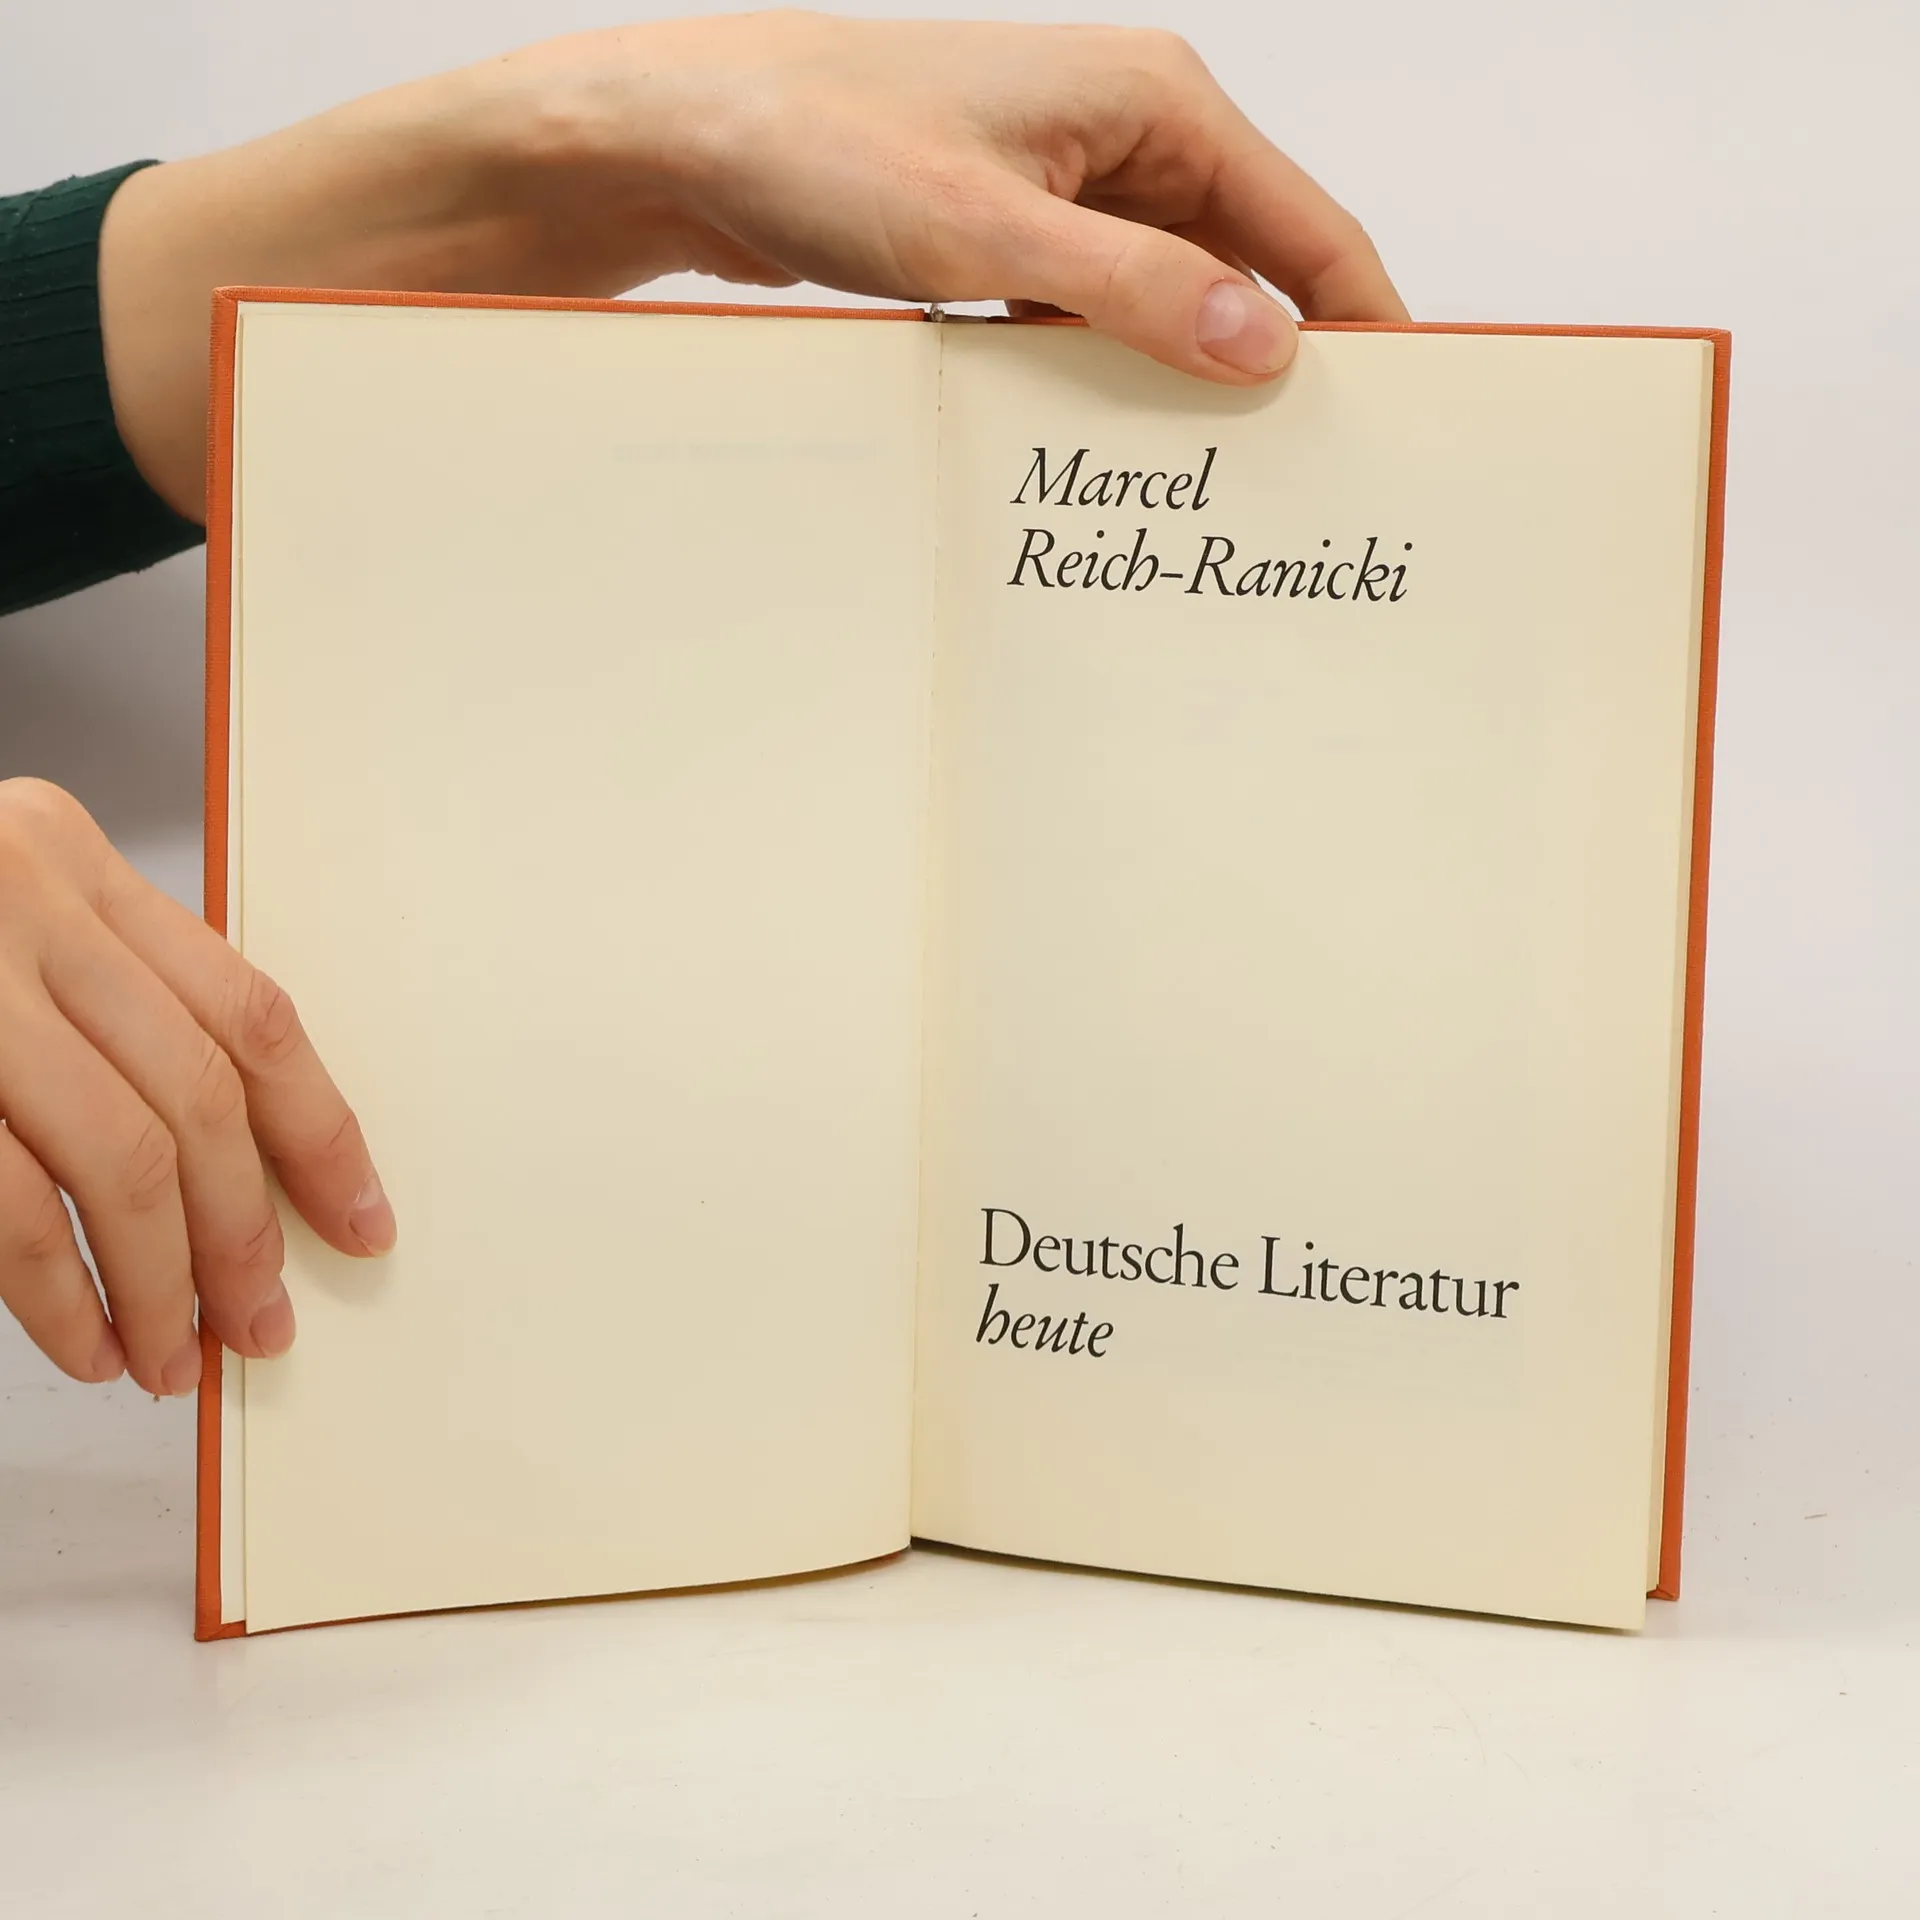 Marcel
Reich-Ranicki
Deutsche Literatur
heute